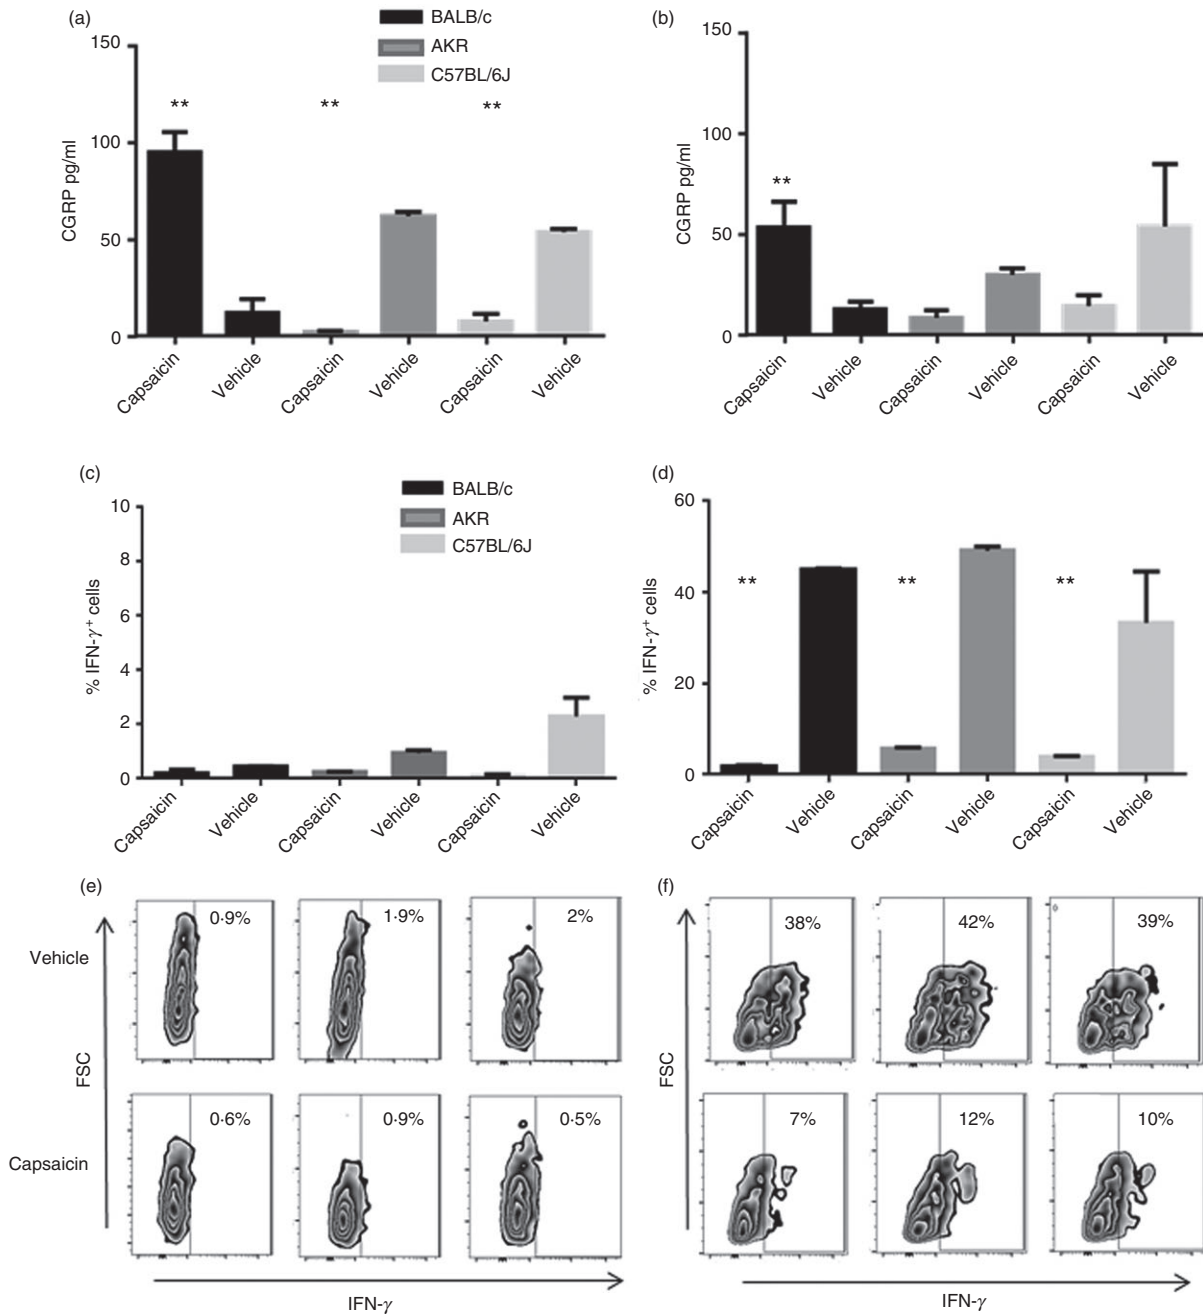 (a)
BALB/c
AKR
C57BL/6J
150
100
50
0
CGRP pg/ml
**
**
**
Capsaicin
Vehicle
Capsaicin
Vehicle
Capsaicin
Vehicle
(b)
150
100
50
0
CGRP pg/ml
**
Capsaicin
Vehicle
Capsaicin
Vehicle
Capsaicin
Vehicle
(c)
BALB/c
AKR
C57BL/6J
10
8
6
4
2
0
% IFN-γ+ cells
Capsaicin
Vehicle
Capsaicin
Vehicle
Capsaicin
Vehicle
(d)
60
40
20
0
% IFN-γ+ cells
**
**
**
Capsaicin
Vehicle
Capsaicin
Vehicle
Capsaicin
Vehicle
(e)
Vehicle
0·9%
1·9%
2%
FSC
Capsaicin
0·6%
0·9%
0·5%
IFN-γ
(f)
38%
42%
39%
FSC
7%
12%
10%
IFN-γ